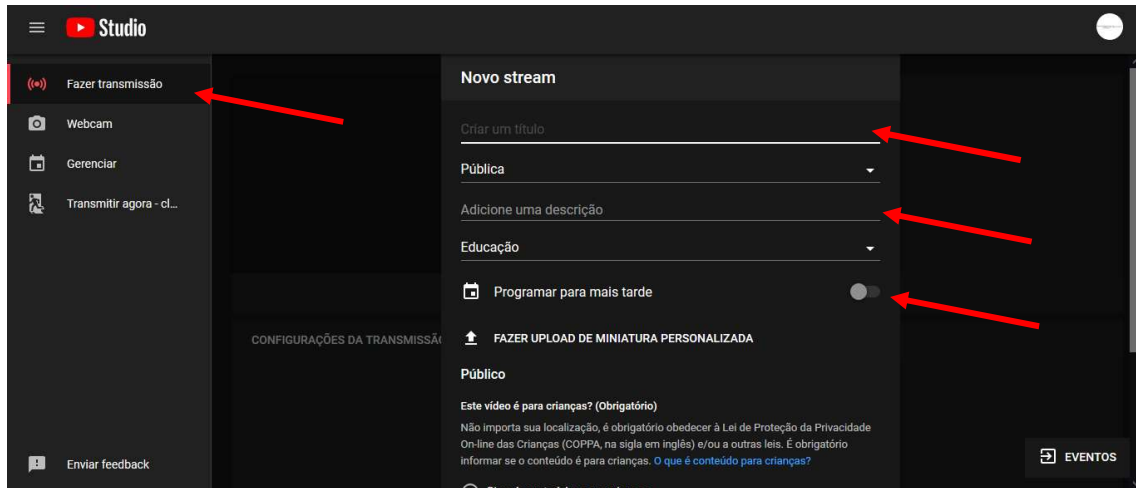 Studio
Fazer transmissão
Webcam
Gerenciar
Transmitir agora - cl...
Enviar feedback
CONFIGURAÇÕES DA TRANSMISSÃ
Novo stream
Criar um título
Pública
Adicione uma descrição
Educação
Programar para mais tarde
FAZER UPLOAD DE MINIATURA PERSONALIZADA
Público
Este vídeo é para crianças? (Obrigatório)
Não importa sua localização, é obrigatório obedecer à Lei de Proteção da Privacidade
On-line das Crianças (COPPA, na sigla em inglês) e/ou a outras leis. É obrigatório
informar se o conteúdo é para crianças. O que é conteúdo para crianças?
EVENTOS